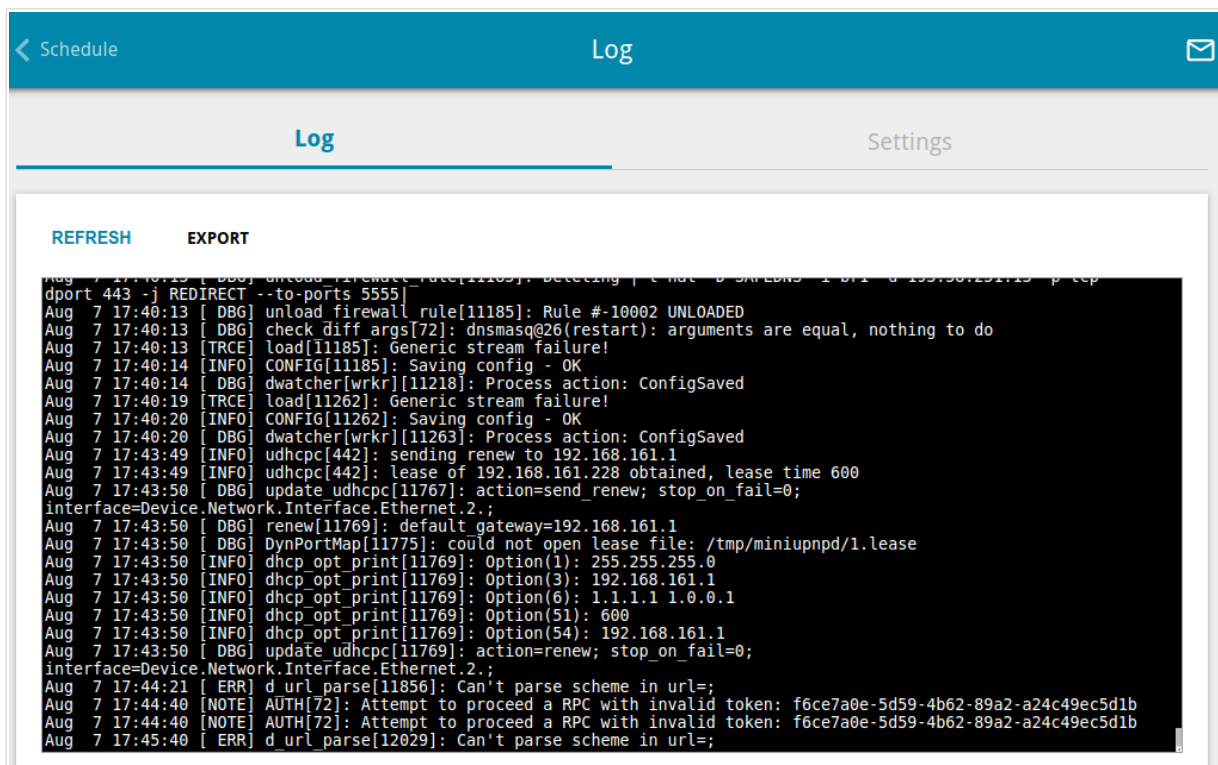 Schedule
Log
Log
Settings
REFRESH
EXPORT
dport 443 -j REDIRECT --to-ports 5555|
Aug  7 17:40:13 [ DBG] unload_firewall_rule[11185]: Rule #-10002 UNLOADED
Aug  7 17:40:13 [ DBG] check_diff_args[72]: dnsmasq@26(restart): arguments are equal, nothing to do
Aug  7 17:40:13 [TRCE] load[11185]: Generic stream failure!
Aug  7 17:40:14 [INFO] CONFIG[11185]: Saving config - OK
Aug  7 17:40:14 [ DBG] dwatcher[wrkr][11218]: Process action: ConfigSaved
Aug  7 17:40:19 [TRCE] load[11262]: Generic stream failure!
Aug  7 17:40:20 [INFO] CONFIG[11262]: Saving config - OK
Aug  7 17:40:20 [ DBG] dwatcher[wrkr][11263]: Process action: ConfigSaved
Aug  7 17:43:49 [INFO] udhcpc[442]: sending renew to 192.168.161.1
Aug  7 17:43:49 [INFO] udhcpc[442]: lease of 192.168.161.228 obtained, lease time 600
Aug  7 17:43:50 [ DBG] update_udhcpc[11767]: action=send_renew; stop_on_fail=0;
interface=Device.Network.Interface.Ethernet.2.;
Aug  7 17:43:50 [ DBG] renew[11769]: default_gateway=192.168.161.1
Aug  7 17:43:50 [ DBG] DynPortMap[11775]: could not open lease file: /tmp/miniupnpd/1.lease
Aug  7 17:43:50 [INFO] dhcp_opt_print[11769]: Option(1): 255.255.255.0
Aug  7 17:43:50 [INFO] dhcp_opt_print[11769]: Option(3): 192.168.161.1
Aug  7 17:43:50 [INFO] dhcp_opt_print[11769]: Option(6): 1.1.1.1 1.0.0.1
Aug  7 17:43:50 [INFO] dhcp_opt_print[11769]: Option(51): 600
Aug  7 17:43:50 [INFO] dhcp_opt_print[11769]: Option(54): 192.168.161.1
Aug  7 17:43:50 [ DBG] update_udhcpc[11769]: action=renew; stop_on_fail=0;
interface=Device.Network.Interface.Ethernet.2.;
Aug  7 17:44:21 [ ERR] d_url_parse[11856]: Can't parse scheme in url=;
Aug  7 17:44:40 [NOTE] AUTH[72]: Attempt to proceed a RPC with invalid token: f6ce7a0e-5d59-4b62-89a2-a24c49ec5d1b
Aug  7 17:44:40 [NOTE] AUTH[72]: Attempt to proceed a RPC with invalid token: f6ce7a0e-5d59-4b62-89a2-a24c49ec5d1b
Aug  7 17:45:40 [ ERR] d_url_parse[12029]: Can't parse scheme in url=;